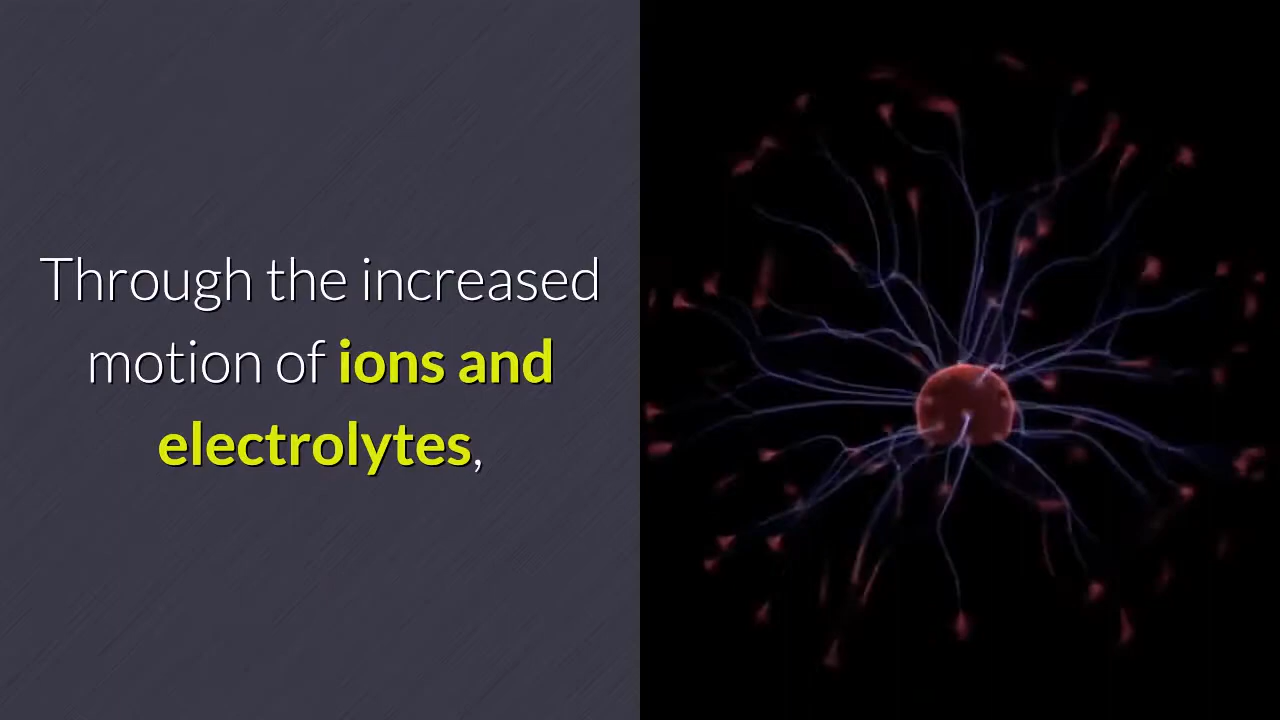 Through the increased
motion of ions and
electrolytes,